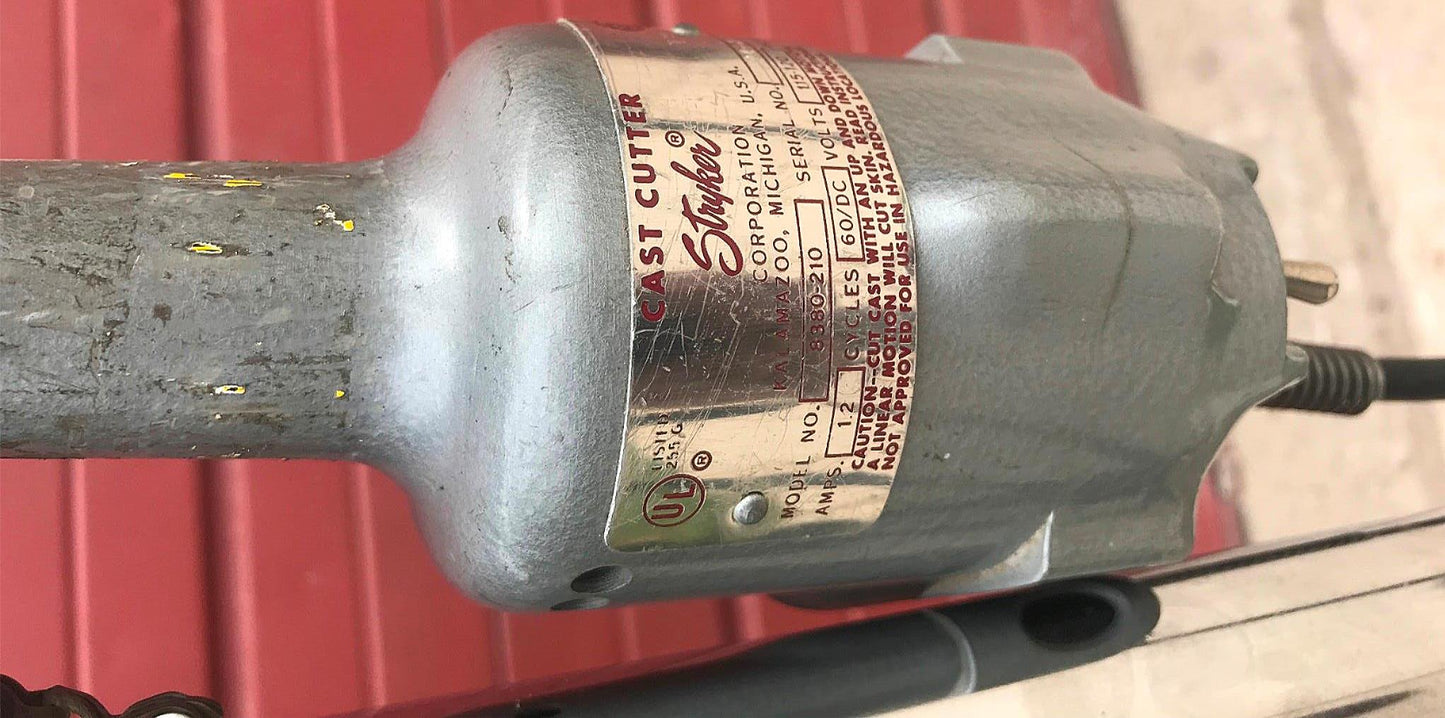 CAST CUTTER
Stryker®
CORPORATION
KALAMAZOO, MICHIGAN, U.S.A.
MODEL NO. 8380-210 SERIAL NO.
AMPS. 1.2 CYCLES 60/DC VOLTS 115
CAUTION--CUT CAST WITH AN UP AND DOWN
A LINEAR MOTION WILL CUT SKIN. READ
NOT APPROVED FOR USE IN HAZARDOUS
UL ®
LISTED